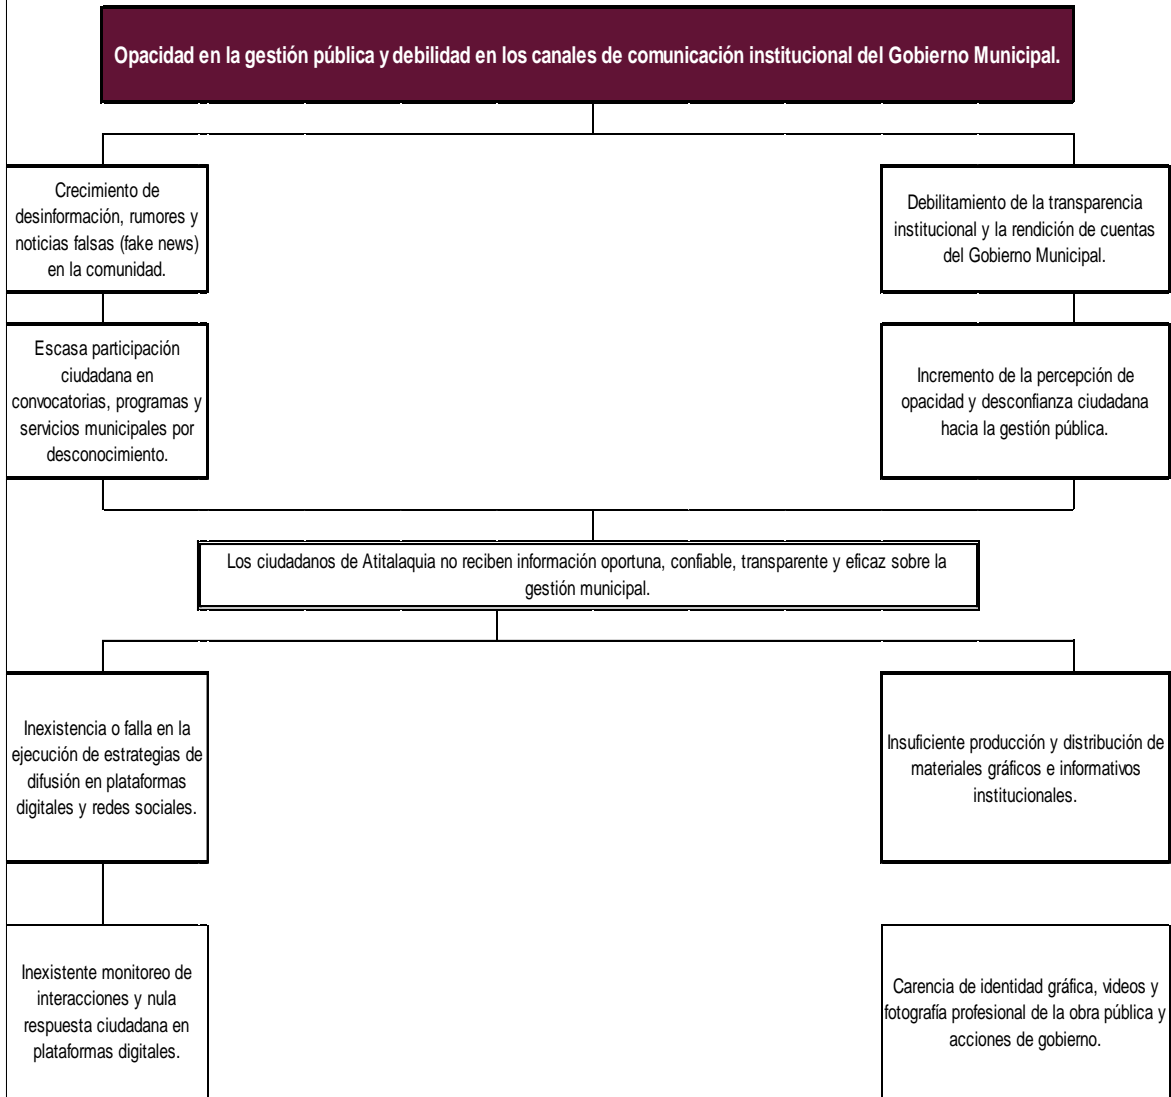 Opacidad en la gestión pública y debilidad en los canales de comunicación institucional del Gobierno Municipal.
Crecimiento de
desinformación, rumores y
noticias falsas (fake news)
en la comunidad.
Debilitamiento de la transparencia
institucional y la rendición de cuentas
del Gobierno Municipal.
Escasa participación
ciudadana en
convocatorias, programas y
servicios municipales por
desconocimiento.
Incremento de la percepción de
opacidad y desconfianza ciudadana
hacia la gestión pública.
Los ciudadanos de Atitalaquia no reciben información oportuna, confiable, transparente y eficaz sobre la
gestión municipal.
Inexistencia o falla en la
ejecución de estrategias de
difusión en plataformas
digitales y redes sociales.
Insuficiente producción y distribución de
materiales gráficos e informativos
institucionales.
Inexistente monitoreo de
interacciones y nula
respuesta ciudadana en
plataformas digitales.
Carencia de identidad gráfica, videos y
fotografía profesional de la obra pública y
acciones de gobierno.